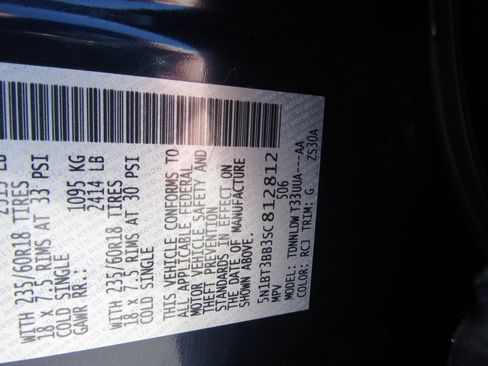 WITH 235/60R18 TIRES
18 x 7.5 RIMS AT 33 PSI
COLD SINGLE
GAWR RR.: 1095 KG
2414 LB
WITH 235/60R18 TIRES
18 x 7.5 RIMS AT 30 PSI
COLD SINGLE
THIS VEHICLE CONFORMS TO
ALL APPLICABLE FEDERAL
MOTOR VEHICLE SAFETY AND
THEFT PREVENTION
STANDARDS IN EFFECT ON
THE DATE OF MANUFACTURE
5N1BT3BB3SC812812
MPV 506
MODEL: TDNNLDW T33UUA---AA
COLOR: RCJ TRIM: G ZS30A